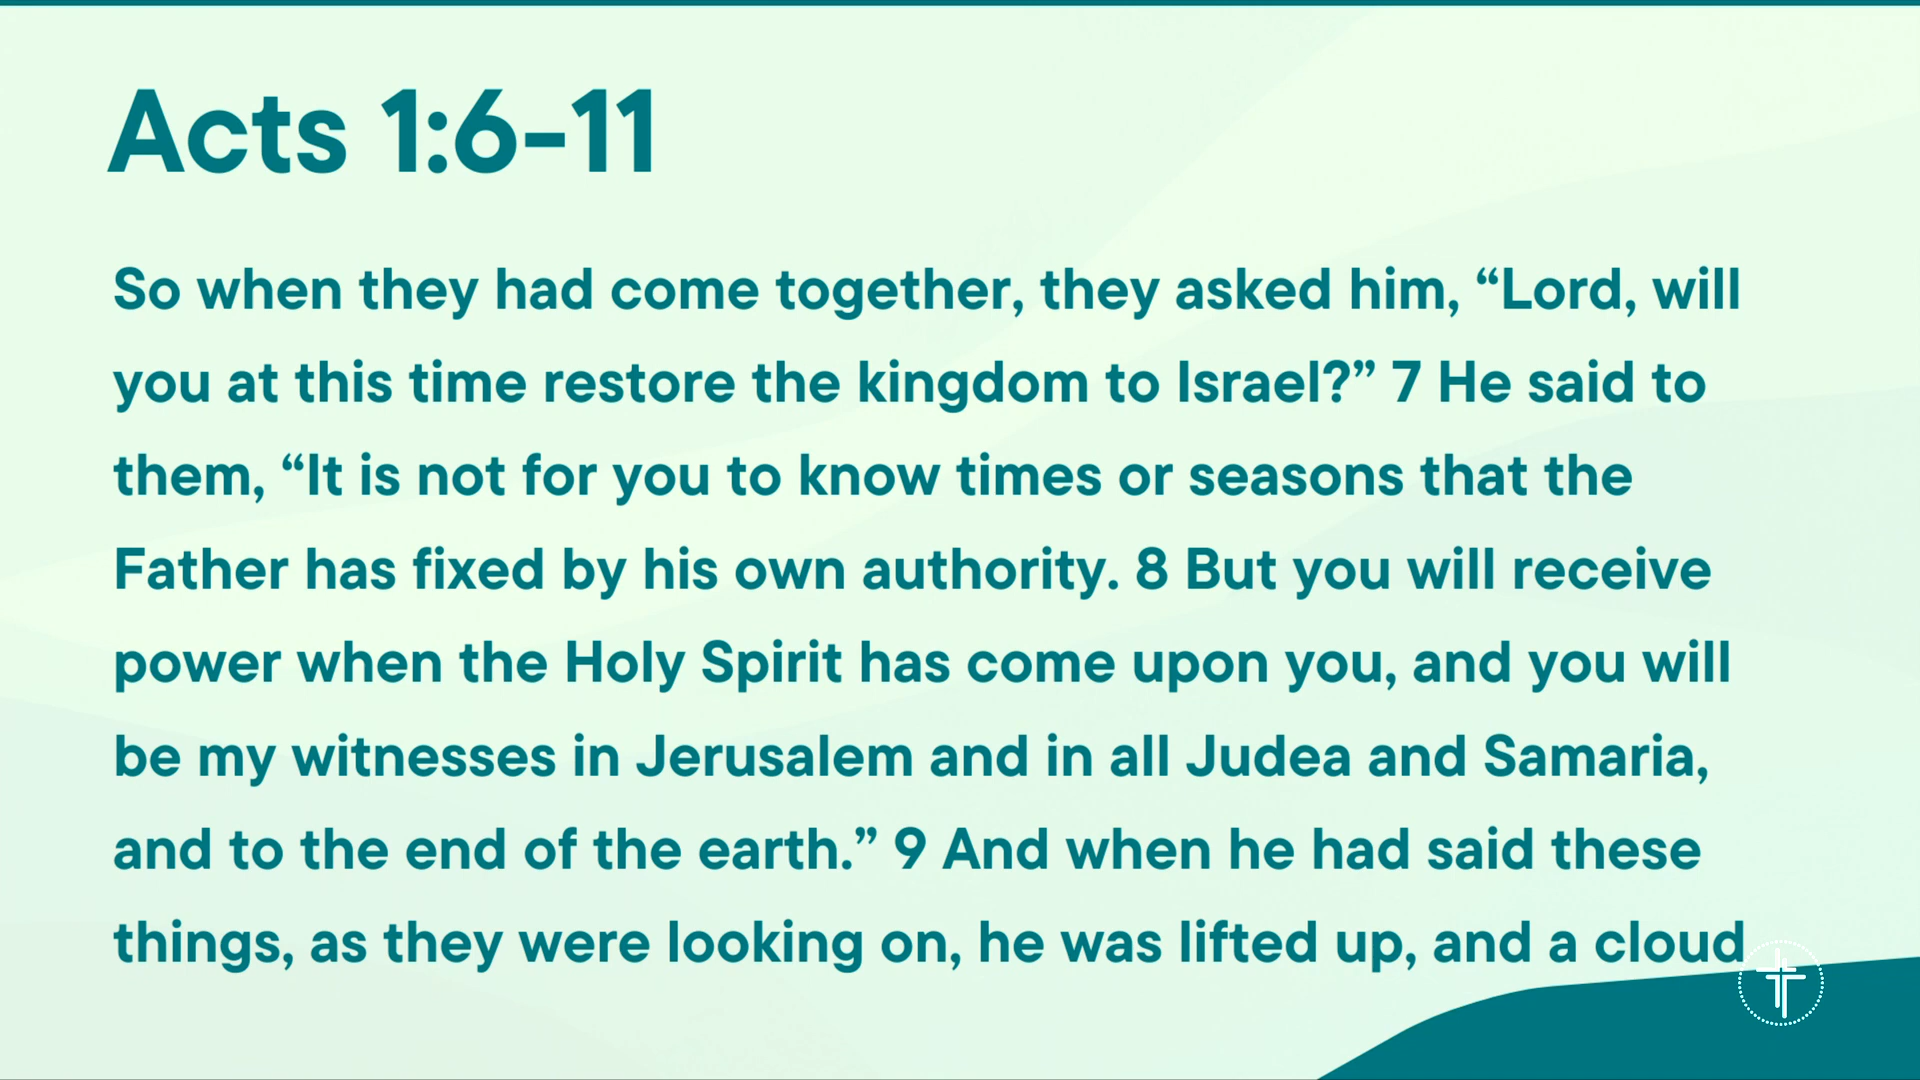 Acts 1:6-11
So when they had come together, they asked him, “Lord, will
you at this time restore the kingdom to Israel?” 7 He said to
them, “It is not for you to know times or seasons that the
Father has fixed by his own authority. 8 But you will receive
power when the Holy Spirit has come upon you, and you will
be my witnesses in Jerusalem and in all Judea and Samaria,
and to the end of the earth.” 9 And when he had said these
things, as they were looking on, he was lifted up, and a cloud